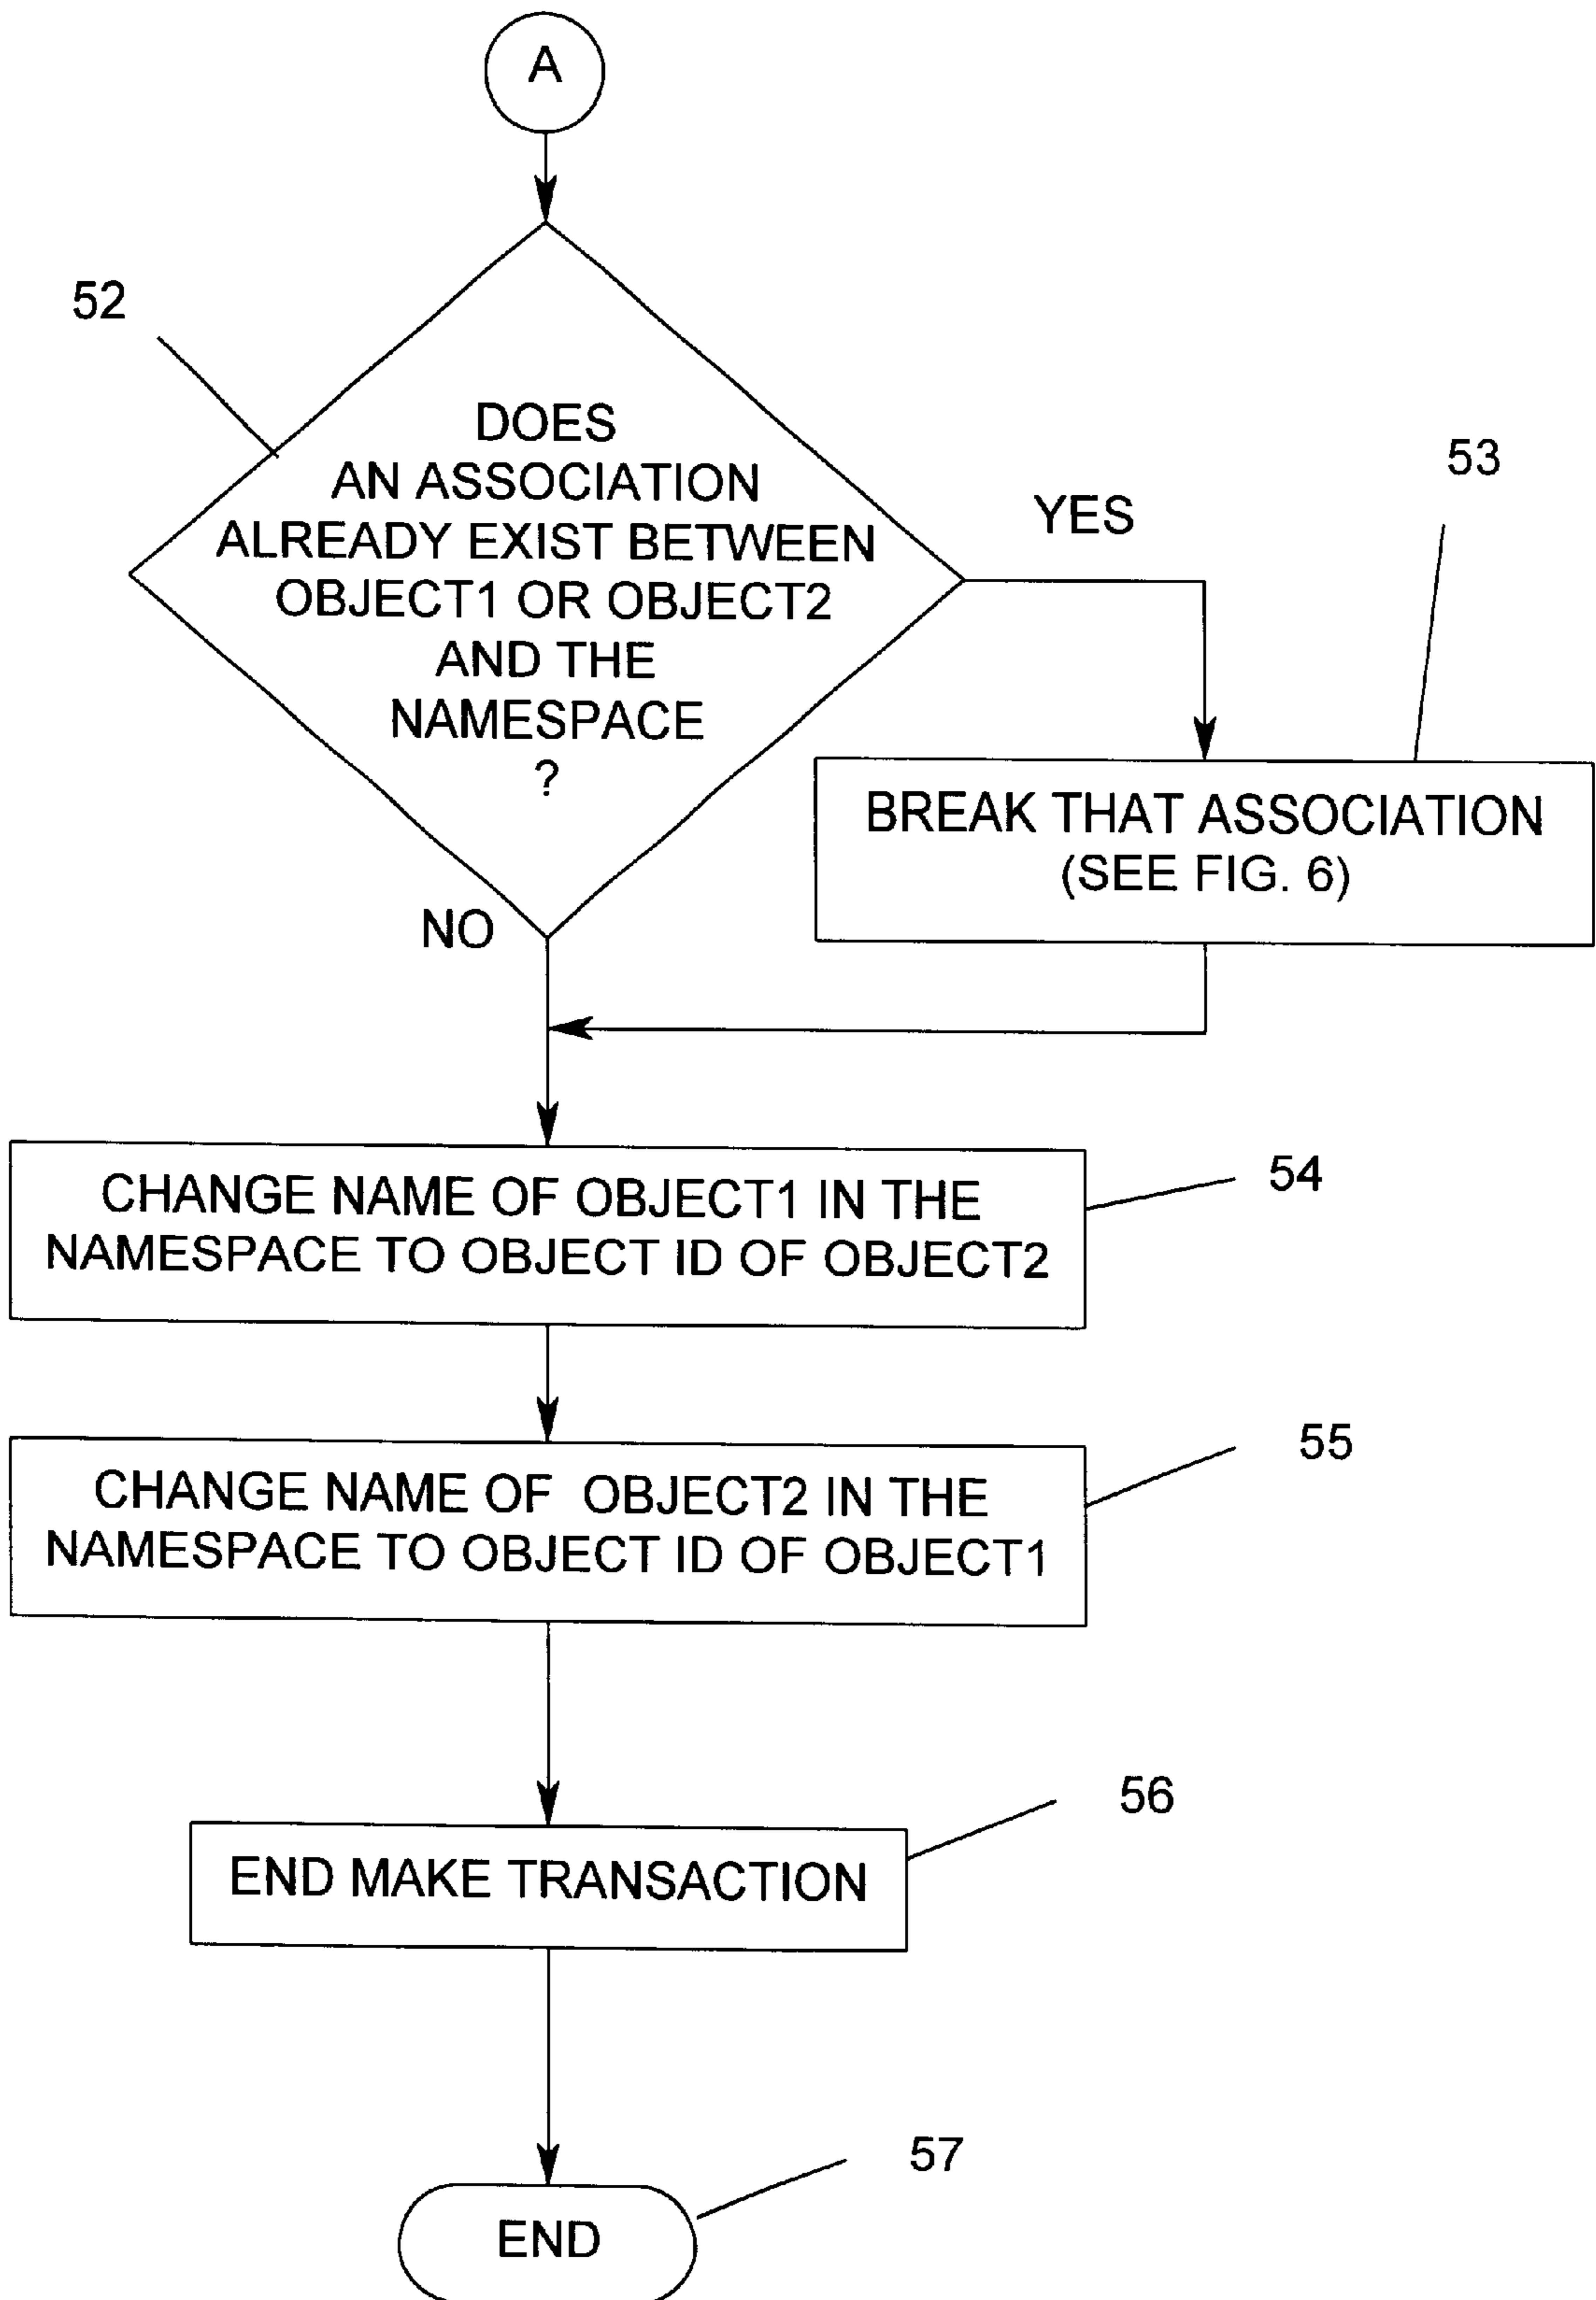 A
52
DOES
AN ASSOCIATION
ALREADY EXIST BETWEEN
OBJECT1 OR OBJECT2
AND THE
NAMESPACE
?
YES
53
BREAK THAT ASSOCIATION
(SEE FIG. 6)
NO
CHANGE NAME OF OBJECT1 IN THE
NAMESPACE TO OBJECT ID OF OBJECT2
54
CHANGE NAME OF OBJECT2 IN THE
NAMESPACE TO OBJECT ID OF OBJECT1
55
END MAKE TRANSACTION
56
END
57